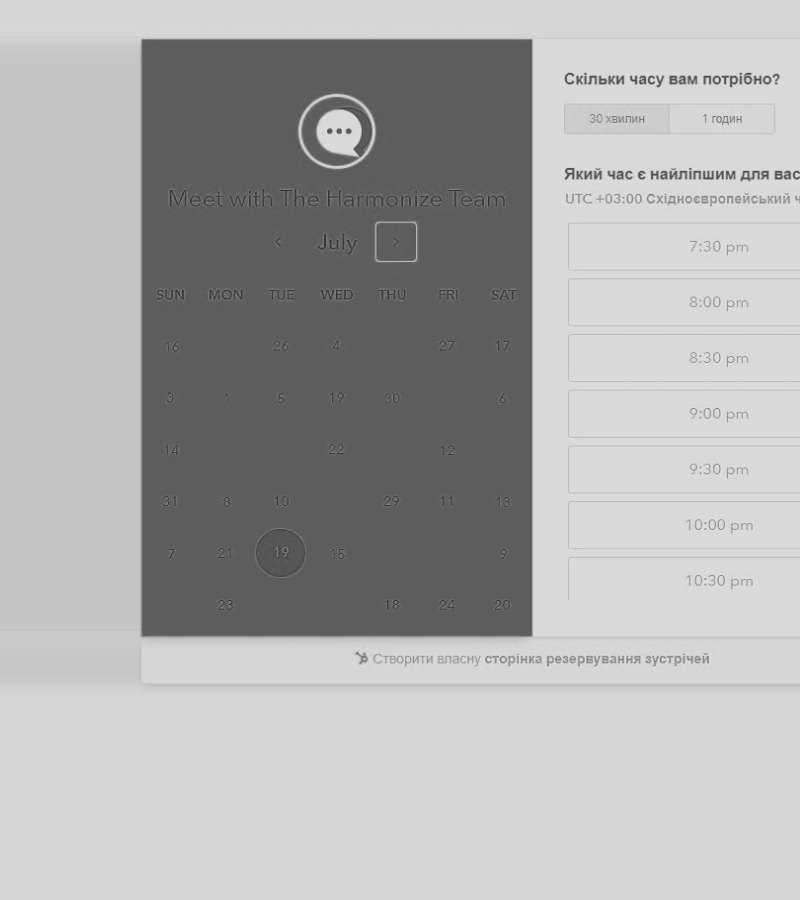 Meet with The Harmonize Team
July
SUN MON TUE WED THU FRI SAT
16 26 4 27 17
3 1 5 19 30 6
14 22 12
31 8 10 29 11 13
7 21 19 15 9
23 18 24 20
Скільки часу вам потрібно?
30 хвилин 1 годин
Який час є найліпшим для вас
UTC +03:00 Східноєвропейський
7:30 pm
8:00 pm
8:30 pm
9:00 pm
9:30 pm
10:00 pm
10:30 pm
Створити власну сторінка резервування зустрічей